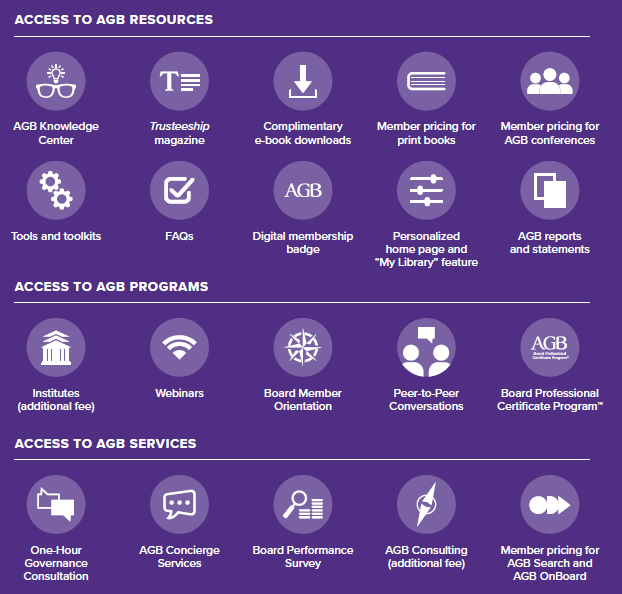 ACCESS TO AGB RESOURCES
AGB Knowledge
Center
Trusteeship
magazine
Complimentary
e-book downloads
Member pricing for
print books
Member pricing for
AGB conferences
Tools and toolkits
FAQs
AGB
Digital membership
badge
Personalized
home page and
“My Library” feature
AGB reports
and statements
ACCESS TO AGB PROGRAMS
Institutes
(additional fee)
Webinars
Board Member
Orientation
Peer-to-Peer
Conversations
AGB
Board Professional
Certificate Program®
Board Professional
Certificate Program™
ACCESS TO AGB SERVICES
One-Hour
Governance
Consultation
AGB Concierge
Services
Board Performance
Survey
AGB Consulting
(additional fee)
Member pricing for
AGB Search and
AGB OnBoard